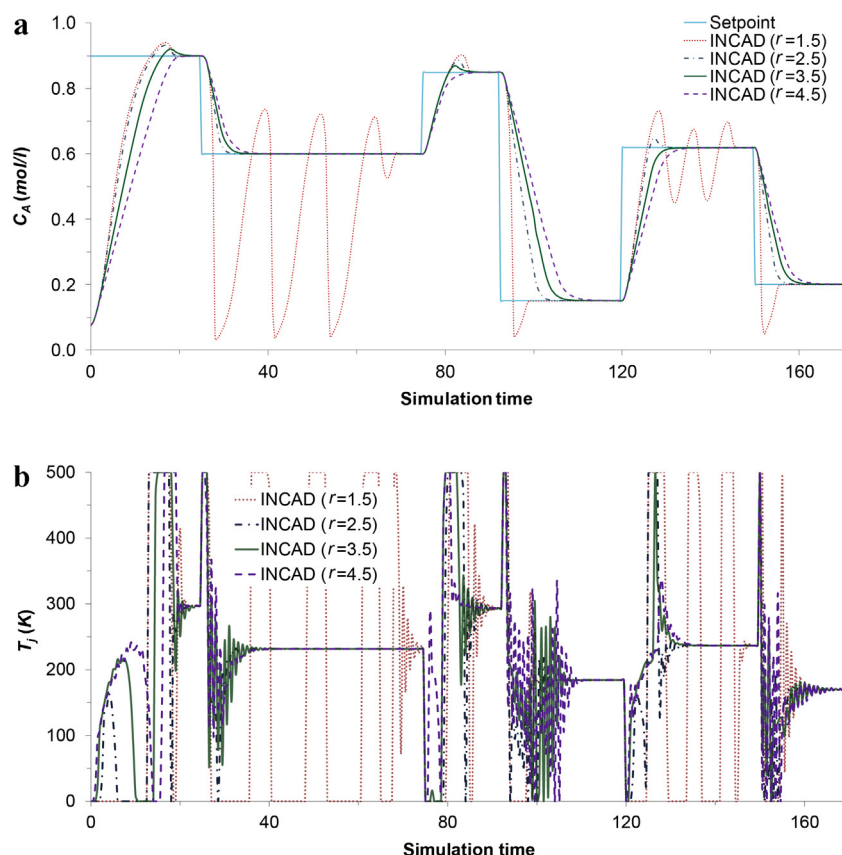 a
1.0
0.8
0.6
0.4
0.2
0.0
C_A (mol/l)
Setpoint
INCAD (r=1.5)
INCAD (r=2.5)
INCAD (r=3.5)
INCAD (r=4.5)
0 40 80 120 160
Simulation time
b
500
400
300
200
100
0
T_j (K)
INCAD (r=1.5)
INCAD (r=2.5)
INCAD (r=3.5)
INCAD (r=4.5)
0 40 80 120 160
Simulation time